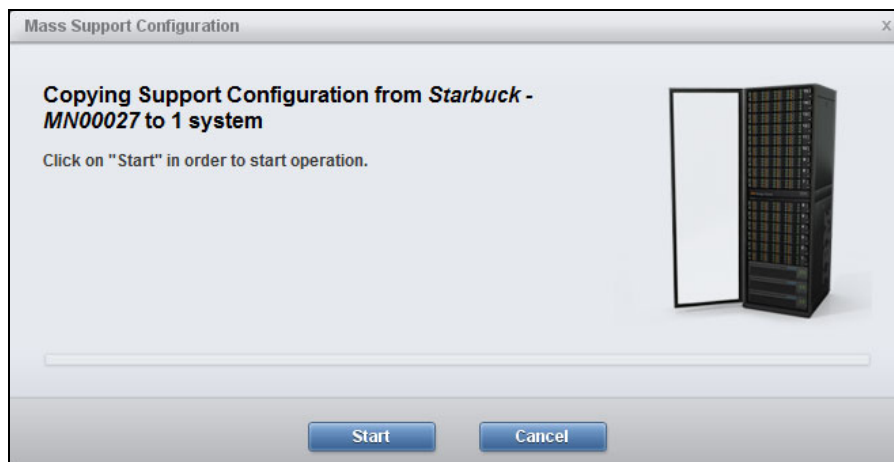 Mass Support Configuration
x
Copying Support Configuration from Starbuck -
MN00027 to 1 system
Click on "Start" in order to start operation.
Start
Cancel